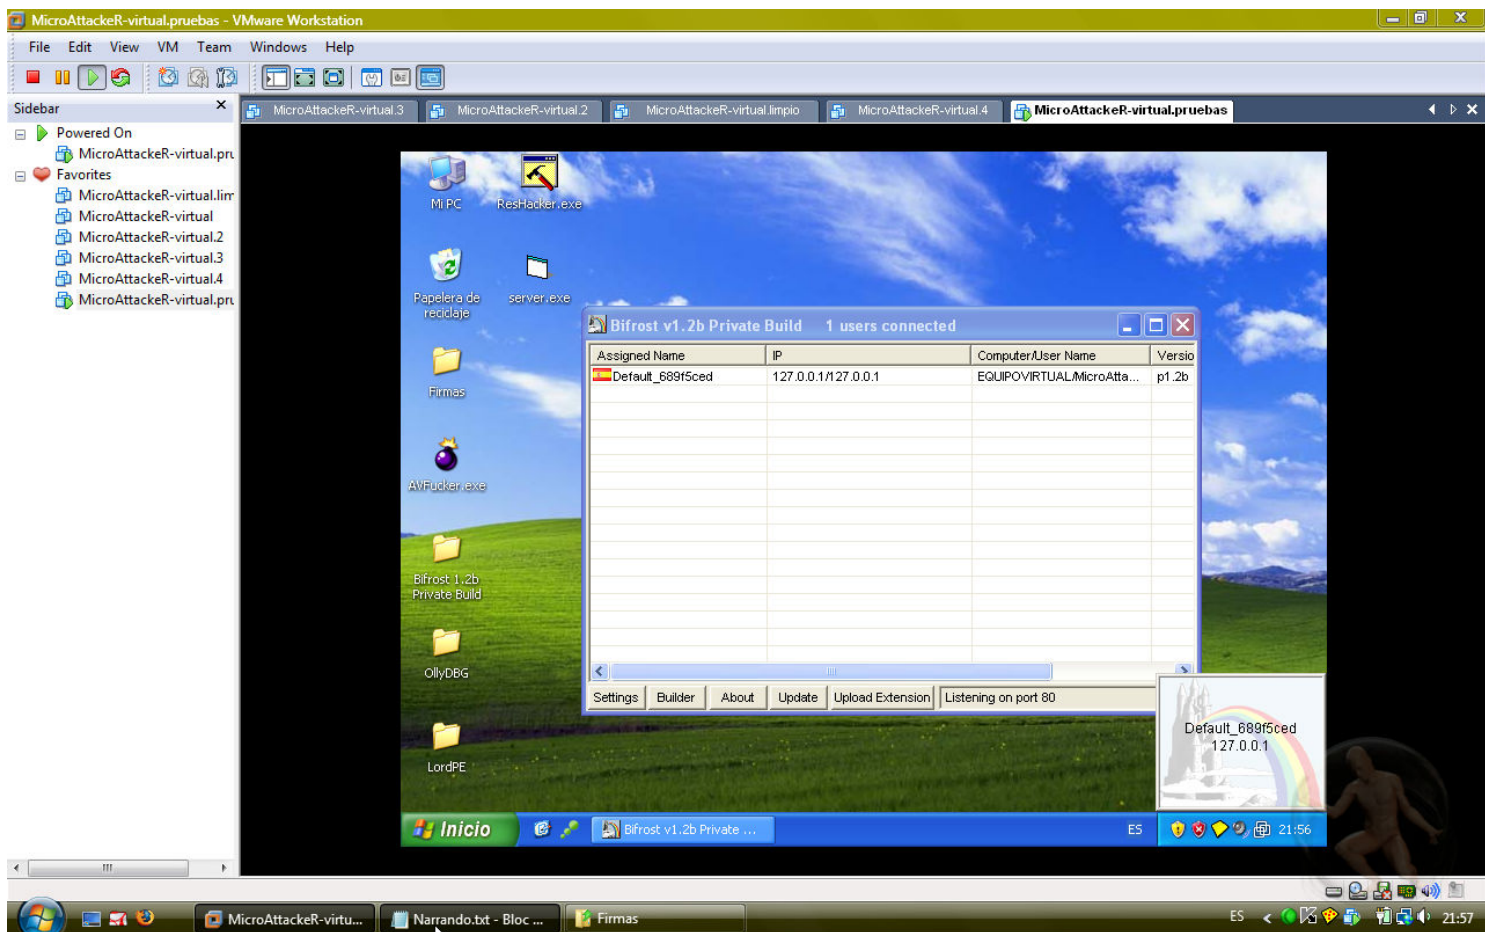 MicroAttackeR-virtual.pruebas - VMware Workstation
File Edit View VM Team Windows Help
Sidebar
MicroAttackeR-virtual.3
MicroAttackeR-virtual.2
MicroAttackeR-virtual.limpio
MicroAttackeR-virtual.4
MicroAttackeR-virtual.pruebas
Powered On
MicroAttackeR-virtual.pru
Favorites
MicroAttackeR-virtual.lim
MicroAttackeR-virtual
MicroAttackeR-virtual.2
MicroAttackeR-virtual.3
MicroAttackeR-virtual.4
MicroAttackeR-virtual.pru
Mi PC
ResHacker.exe
Papelera de
reciclaje
server.exe
Firmas
AVFucker.exe
Bifrost 1.2b
Private Build
OllyDBG
LordPE
Bifrost v1.2b Private Build 1 users connected
Assigned Name IP Computer/User Name Versio
Default_689f5ced 127.0.0.1/127.0.0.1 EQUIPOVIRTUAL/MicroAtta... p1.2b
Settings Builder About Update Upload Extension Listening on port 80
Default_689f5ced
127.0.0.1
Inicio
Bifrost v1.2b Private ...
ES
21:56
MicroAttackeR-virtu...
Narrando.txt - Bloc ...
Firmas
ES
21:57